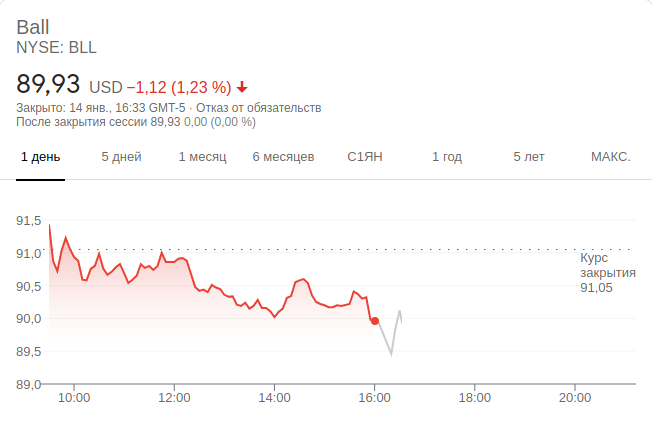 Ball
NYSE: BLL
89,93 USD −1,12 (1,23 %)
Закрыто: 14 янв., 16:33 GMT-5 · Отказ от обязательств
После закрытия сессии 89,93 0,00 (0,00 %)
1 день 5 дней 1 месяц 6 месяцев С1ЯН 1 год 5 лет МАКС.
91,5
91,0
90,5
90,0
89,5
89,0
Курс
закрытия
91,05
10:00 12:00 14:00 16:00 18:00 20:00